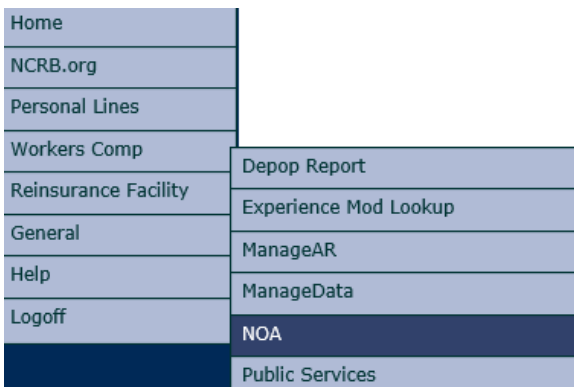 Home
NCRB.org
Personal Lines
Workers Comp
Reinsurance Facility
General
Help
Logoff
Depop Report
Experience Mod Lookup
ManageAR
ManageData
NOA
Public Services